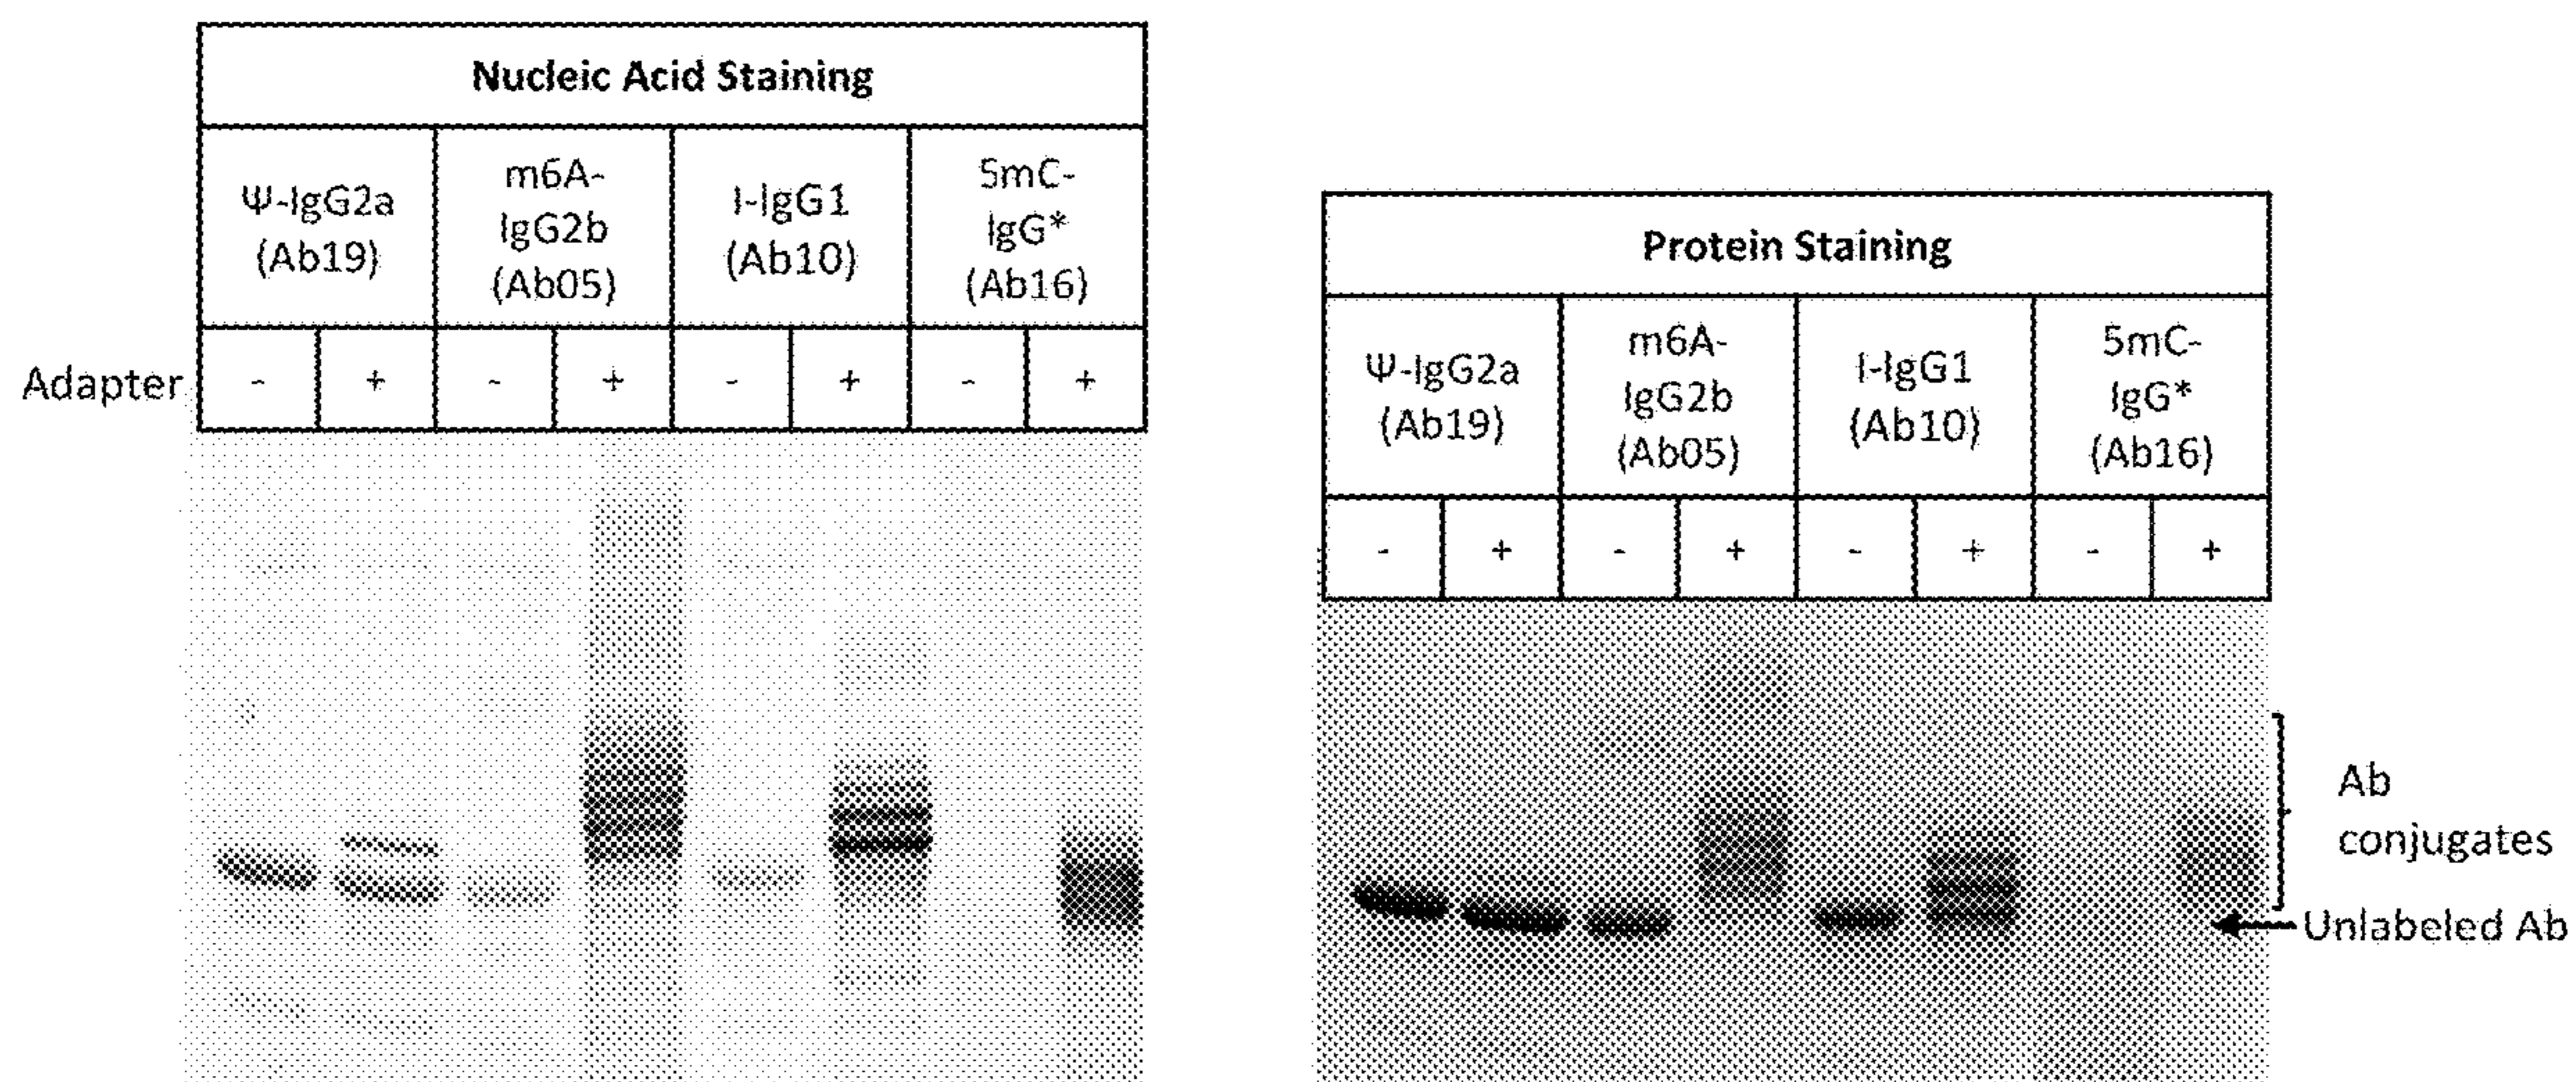 Nucleic Acid Staining
Ψ-IgG2a
(Ab19)
m6A-
IgG2b
(Ab05)
I-IgG1
(Ab10)
5mC-
IgG*
(Ab16)
Adapter - + - + - + - +
Protein Staining
Ψ-IgG2a
(Ab19)
m6A-
IgG2b
(Ab05)
I-IgG1
(Ab10)
5mC-
IgG*
(Ab16)
- + - + - + - +
Ab
conjugates
Unlabeled Ab